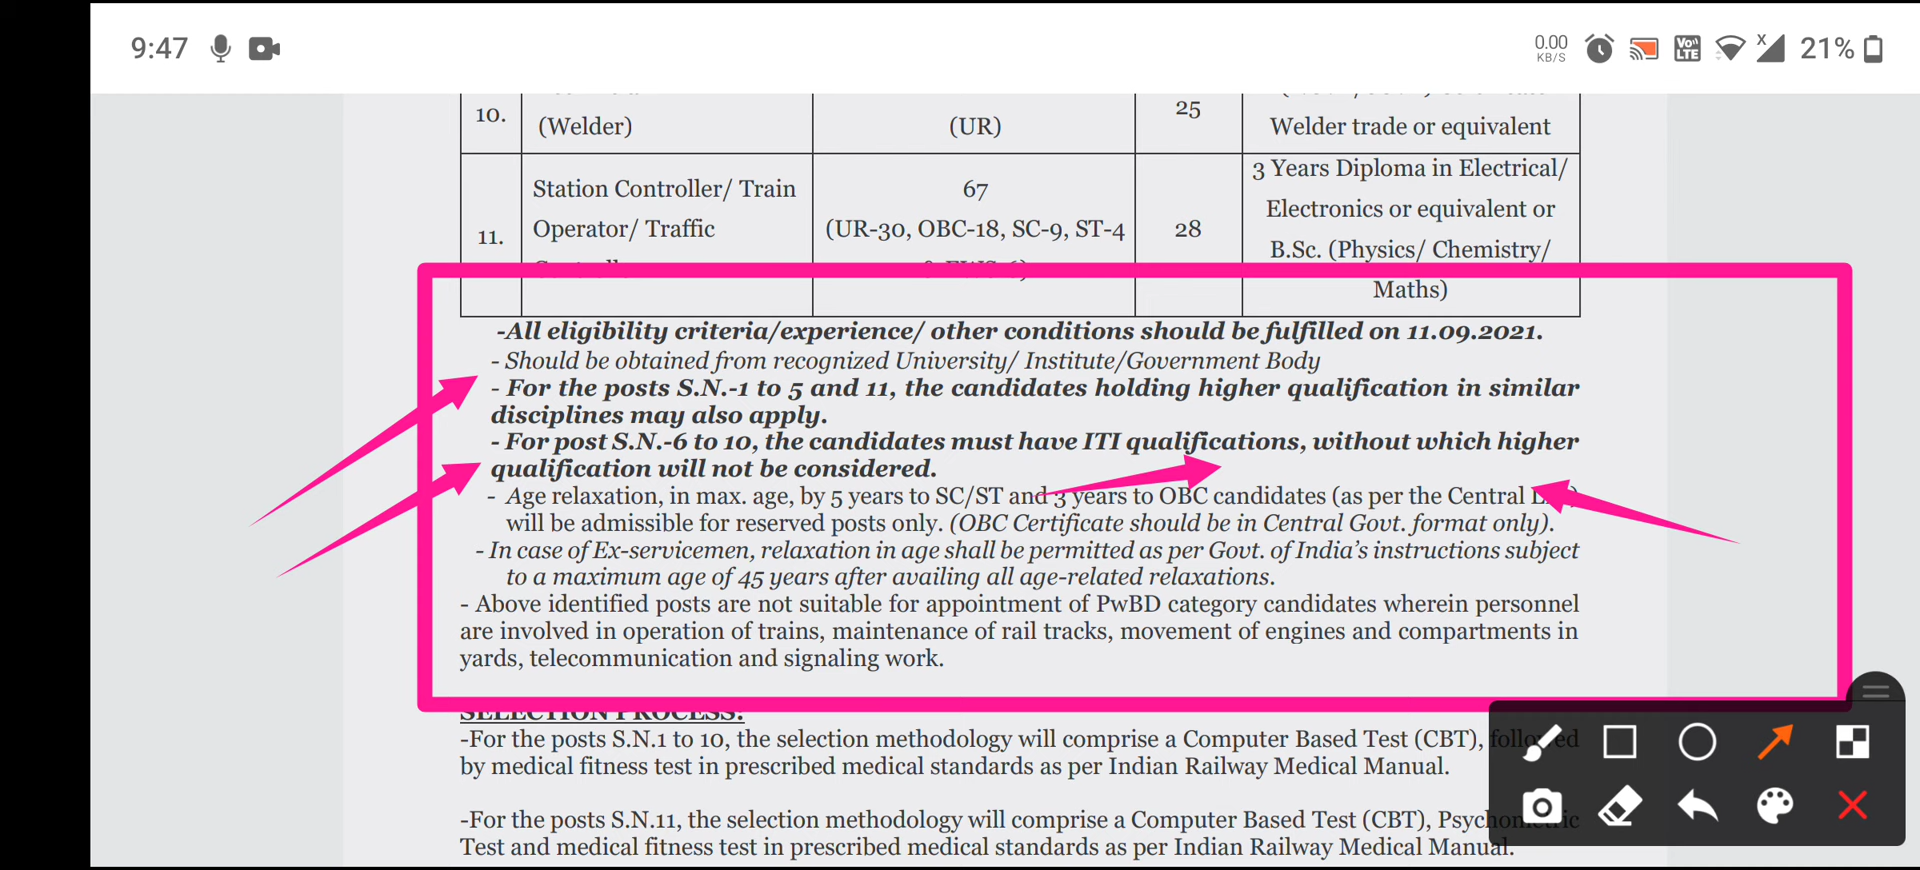 9:47
0.00
KB/S
Vo
LTE
X
21%
10.
(Welder)
(UR)
25
Welder trade or equivalent
11.
Station Controller/ Train
Operator/ Traffic
67
(UR-30, OBC-18, SC-9, ST-4
28
3 Years Diploma in Electrical/
Electronics or equivalent or
B.Sc. (Physics/ Chemistry/
Maths)
-All eligibility criteria/experience/ other conditions should be fulfilled on 11.09.2021.
- Should be obtained from recognized University/ Institute/Government Body
- For the posts S.N.-1 to 5 and 11, the candidates holding higher qualification in similar
disciplines may also apply.
- For post S.N.-6 to 10, the candidates must have ITI qualifications, without which higher
qualification will not be considered.
- Age relaxation, in max. age, by 5 years to SC/ST and 3 years to OBC candidates (as per the Central
will be admissible for reserved posts only. (OBC Certificate should be in Central Govt. format only).
- In case of Ex-servicemen, relaxation in age shall be permitted as per Govt. of India's instructions subject
to a maximum age of 45 years after availing all age-related relaxations.
- Above identified posts are not suitable for appointment of PwBD category candidates wherein personnel
are involved in operation of trains, maintenance of rail tracks, movement of engines and compartments in
yards, telecommunication and signaling work.
SELECTION PROCESS:
-For the posts S.N.1 to 10, the selection methodology will comprise a Computer Based Test (CBT), followed
by medical fitness test in prescribed medical standards as per Indian Railway Medical Manual.
-For the posts S.N.11, the selection methodology will comprise a Computer Based Test (CBT), Psychometric
Test and medical fitness test in prescribed medical standards as per Indian Railway Medical Manual.